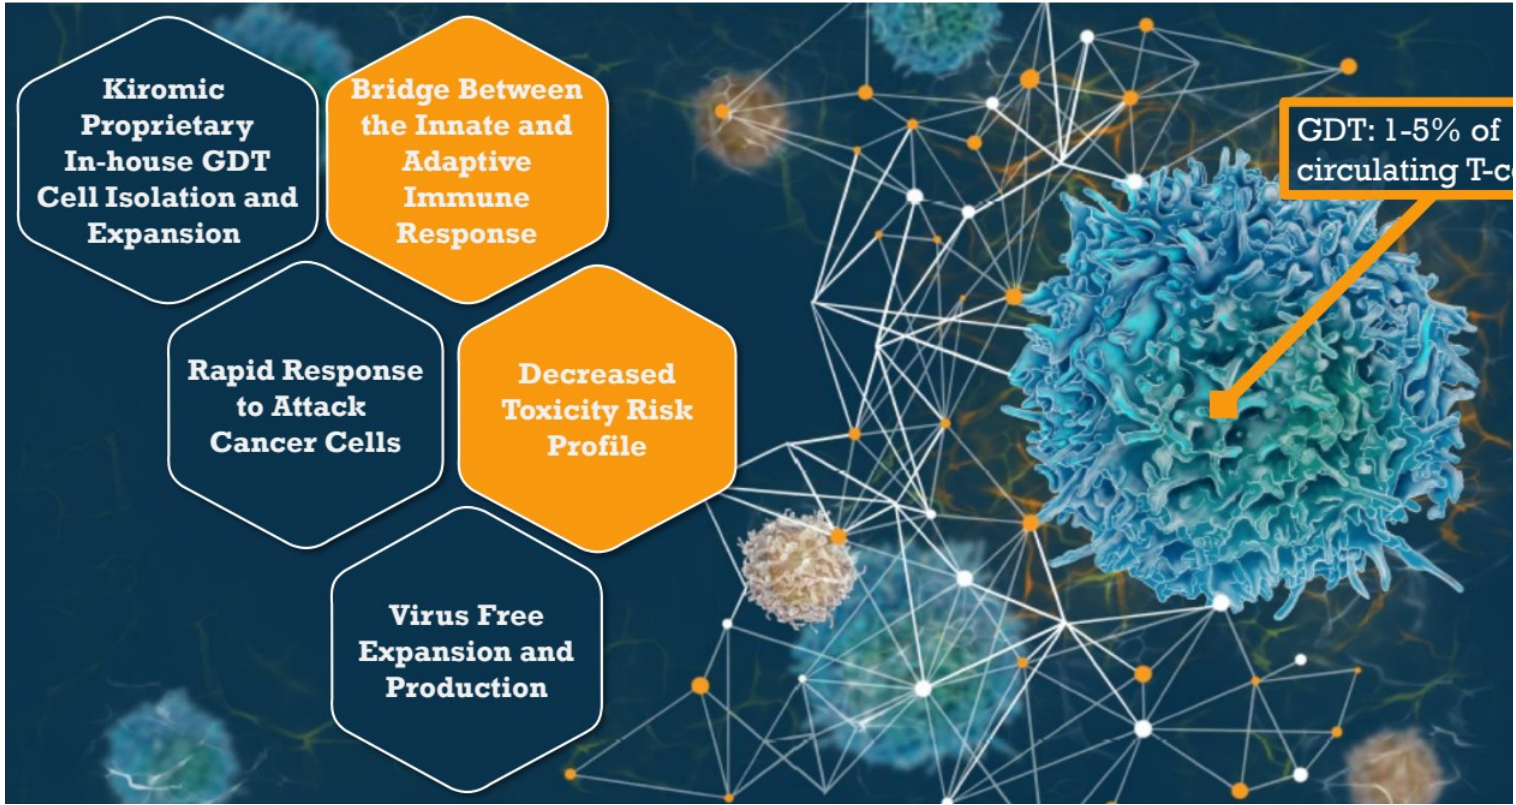 Kiromic
Proprietary
In-house GDT
Cell Isolation and
Expansion
Bridge Between
the Innate and
Adaptive
Immune
Response
GDT: 1-5% of
circulating
Rapid Response
to Attack
Cancer Cells
Decreased
Toxicity Risk
Profile
Virus Free
Expansion and
Production